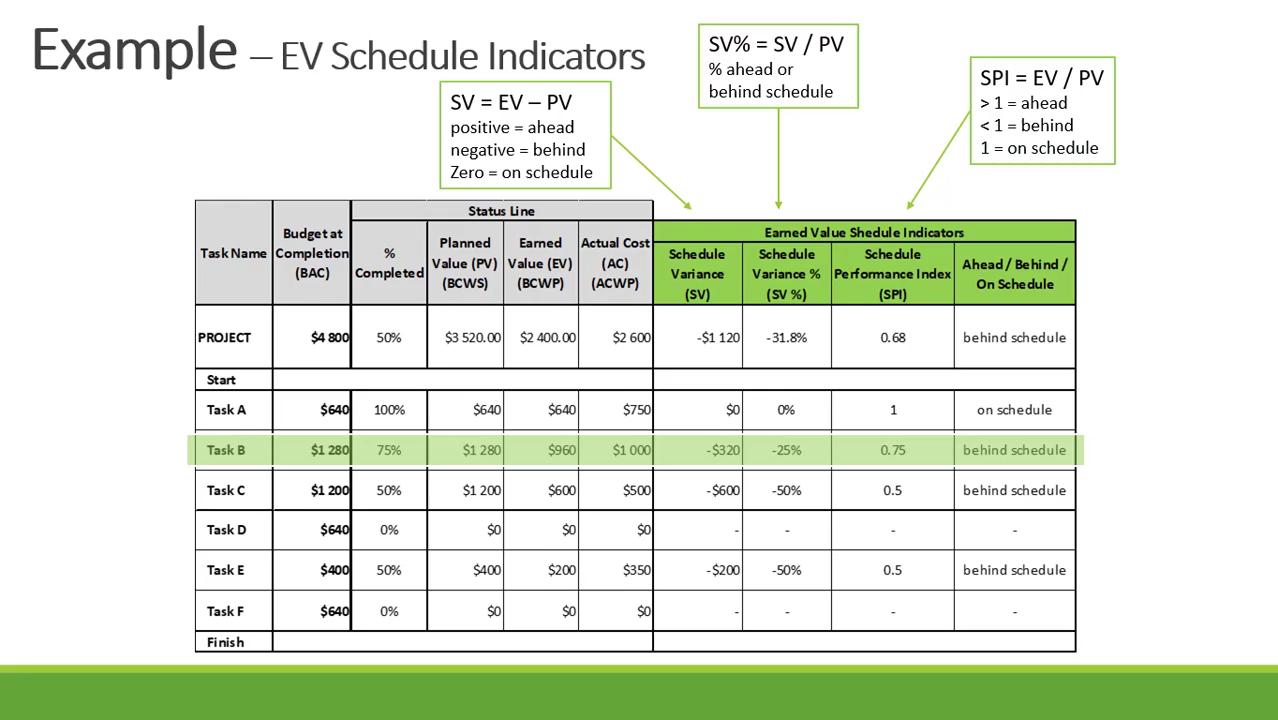 Example – EV Schedule Indicators
SV = EV – PV
positive = ahead
negative = behind
Zero = on schedule
SV% = SV / PV
% ahead or
behind schedule
SPI = EV / PV
> 1 = ahead
< 1 = behind
1 = on schedule
Status Line
Earned Value Shedule Indicators
Task Name
Budget at
Completion
(BAC)
%
Completed
Planned
Value (PV)
(BCWS)
Earned
Value (EV)
(BCWP)
Actual Cost
(AC)
(ACWP)
Schedule
Variance
(SV)
Schedule
Variance %
(SV %)
Schedule
Performance Index
(SPI)
Ahead / Behind /
On Schedule
PROJECT $4 800 50% $3 520.00 $2 400.00 $2 600 -$1 120 -31.8% 0.68 behind schedule
Start
Task A $640 100% $640 $640 $750 $0 0% 1 on schedule
Task B $1 280 75% $1 280 $960 $1 000 -$320 -25% 0.75 behind schedule
Task C $1 200 50% $1 200 $600 $500 -$600 -50% 0.5 behind schedule
Task D $640 0% $0 $0 $0 - - - -
Task E $400 50% $400 $200 $350 -$200 -50% 0.5 behind schedule
Task F $640 0% $0 $0 $0 - - - -
Finish